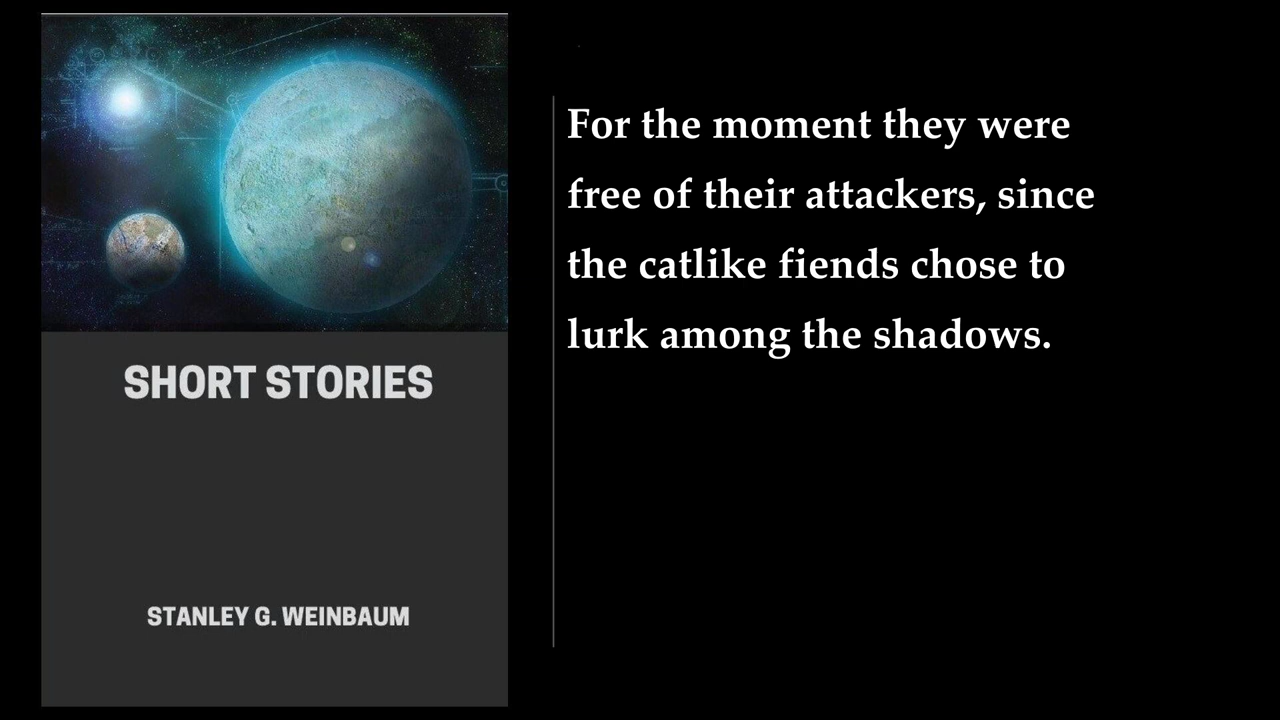 SHORT STORIES
STANLEY G. WEINBAUM
For the moment they were
free of their attackers, since
the catlike fiends chose to
lurk among the shadows.